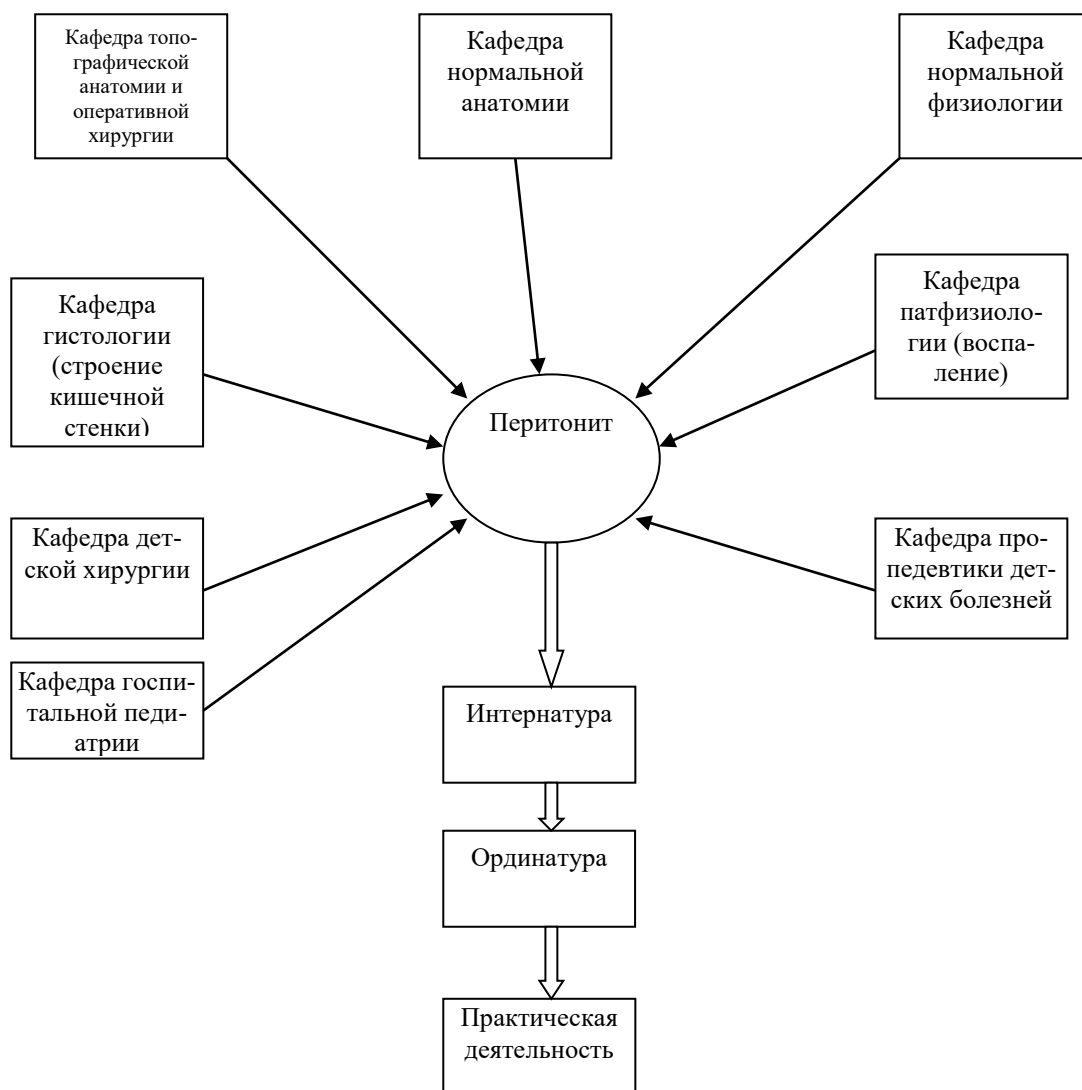 Кафедра топо-
графической
анатомии и
оперативной
хирургии
Кафедра
нормальной
анатомии
Кафедра
нормальной
физиологии
Кафедра
гистологии
(строение
кишечной
стенки)
Перитонит
Кафедра
патфизиоло-
гии (воспа-
ление)
Кафедра дет-
ской хирургии
Кафедра про-
педевтики дет-
ских болезней
Кафедра госпи-
тальной педи-
атрии
Интернатура
Ординатура
Практическая
деятельность